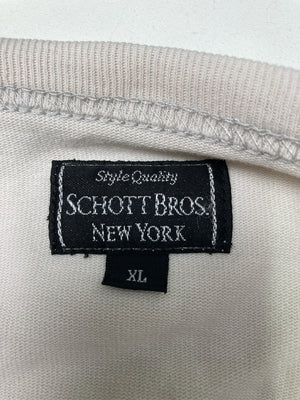 Style Quality
SCHOTT BROS.
NEW YORK
XL